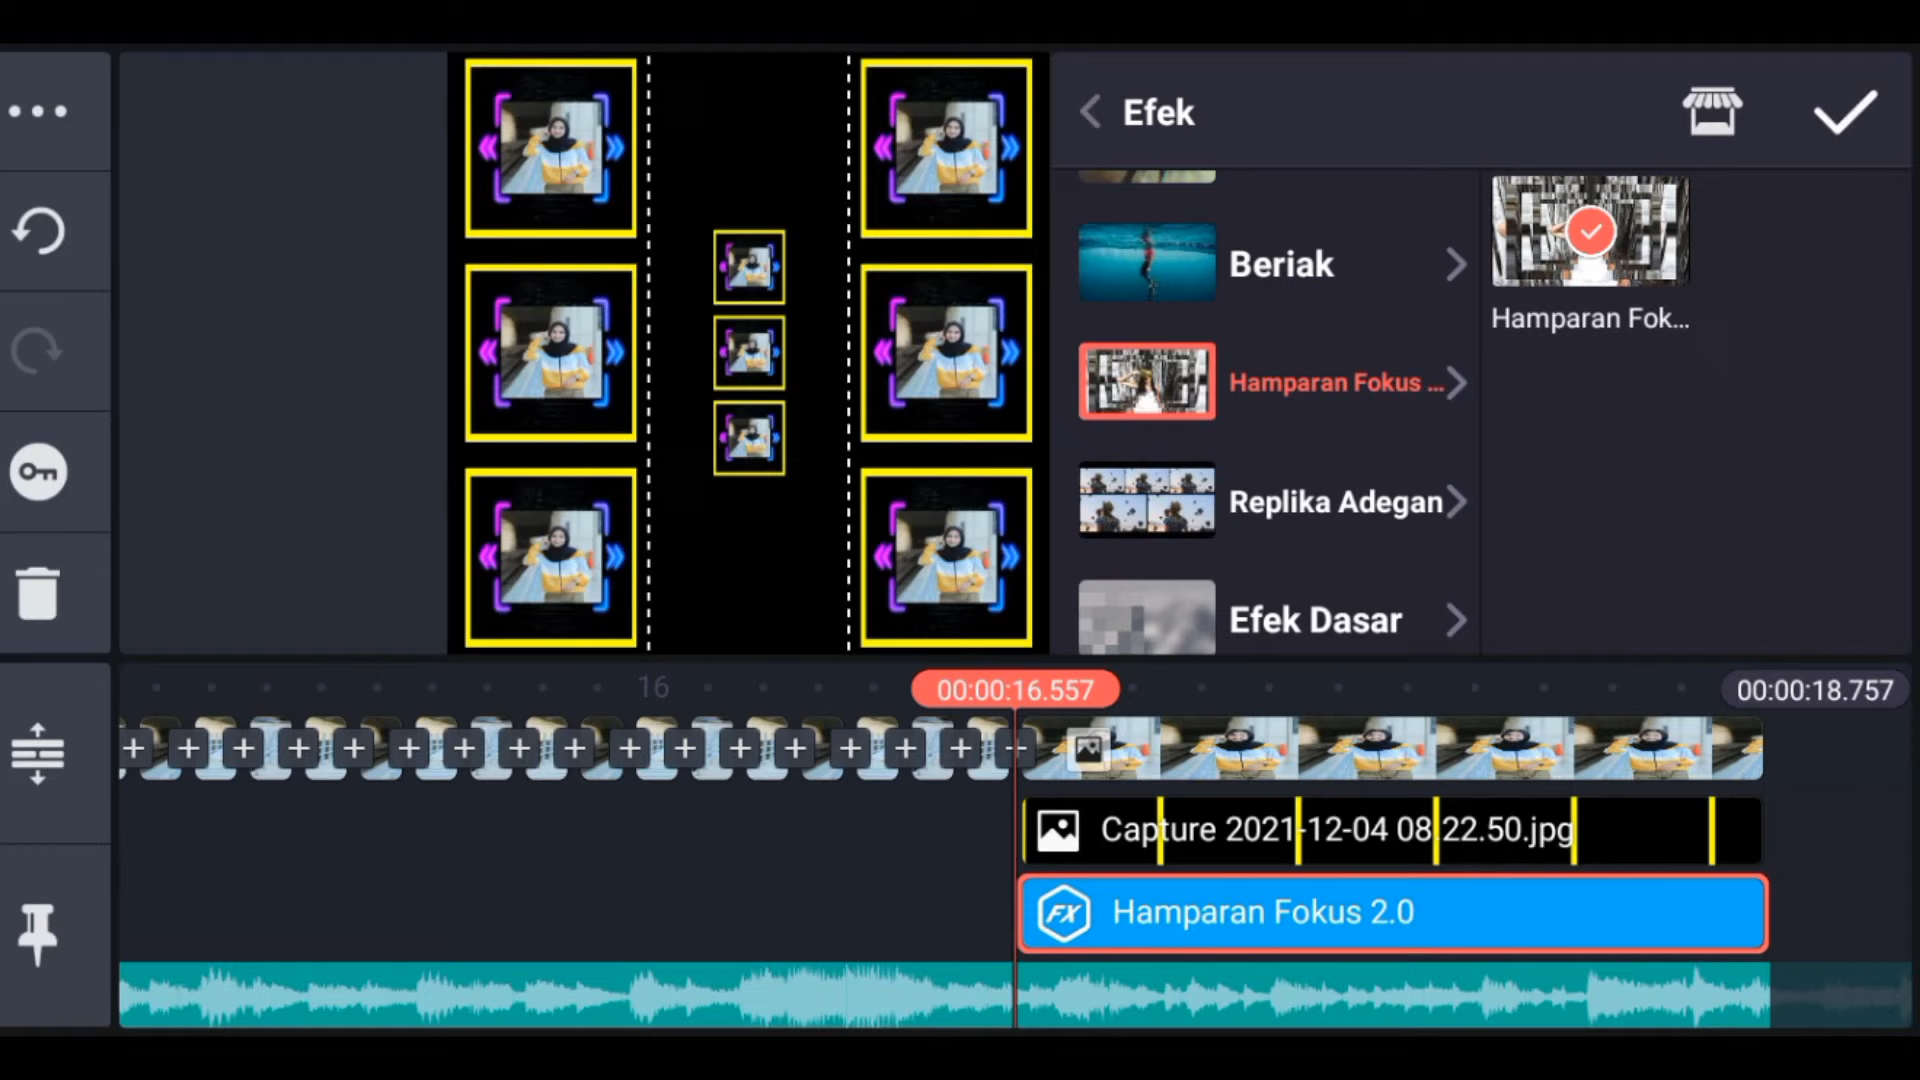 Efek
Beriak
Hamparan Fokus ...
Replika Adegan
Efek Dasar
Hamparan Fok...
16
00:00:16.557
00:00:18.757
Capture 2021-12-04 08.22.50.jpg
FX
Hamparan Fokus 2.0